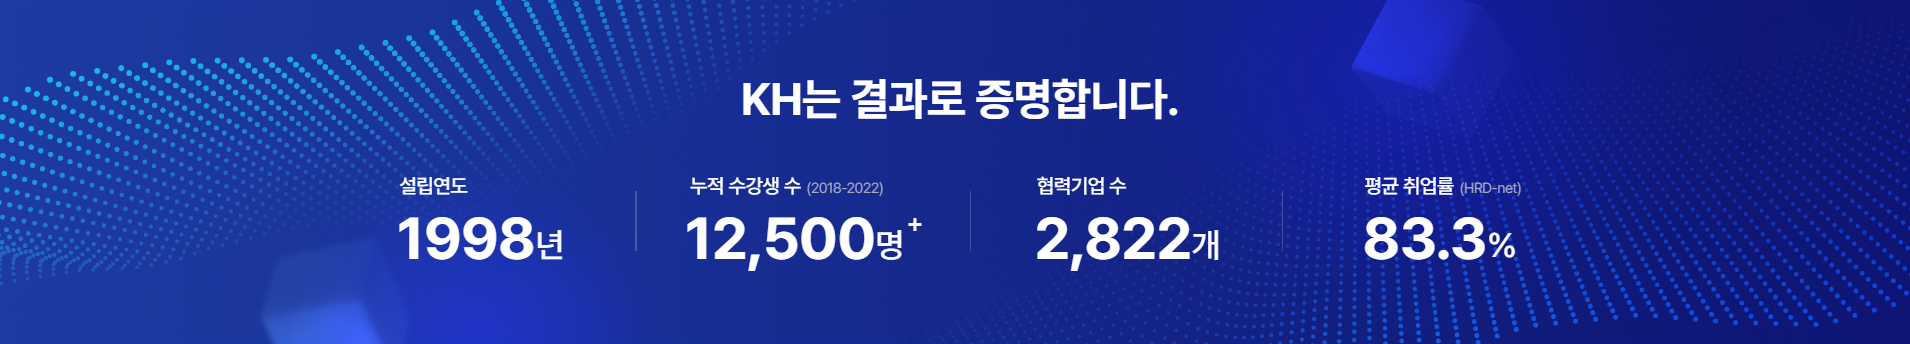 KH는 결과로 증명합니다.
설립연도
1998년
누적 수강생 수 (2018-2022)
12,500명+
협력기업 수
2,822개
평균 취업률 (HRD-net)
83.3%